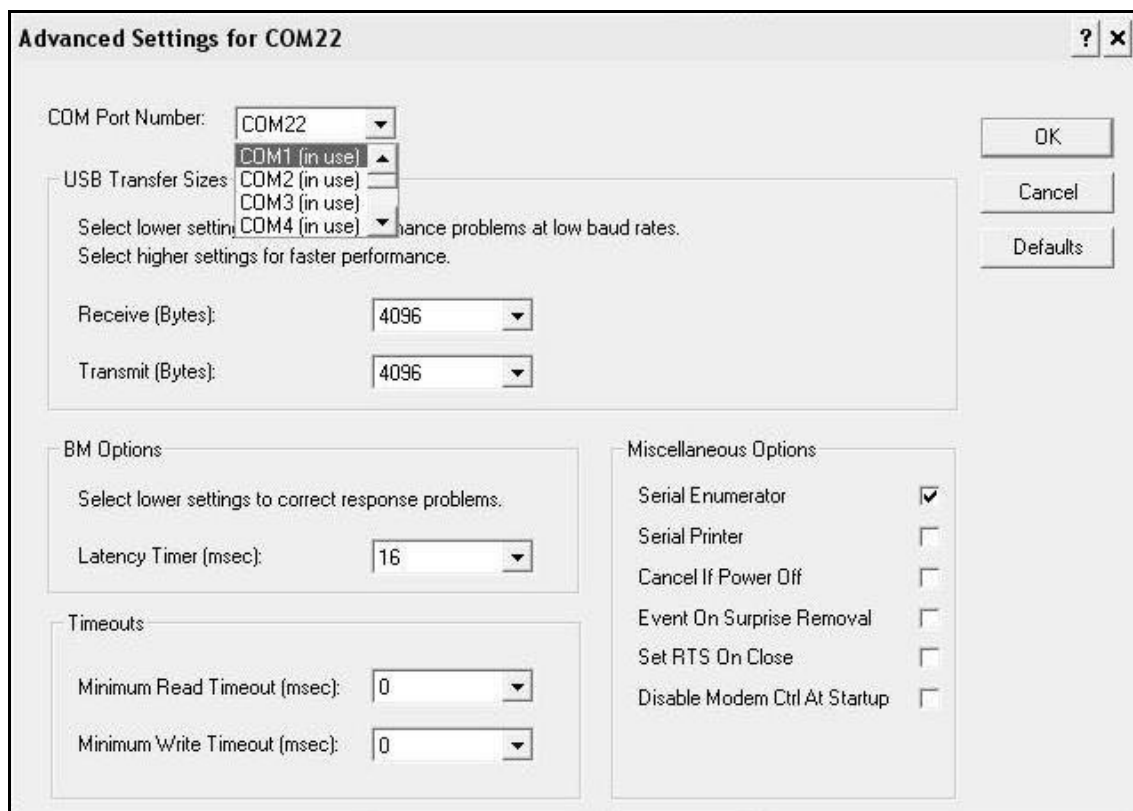 Advanced Settings for COM22
? ×
COM Port Number:
COM22
COM1 (in use)
COM2 (in use)
COM3 (in use)
COM4 (in use)
OK
Cancel
Defaults
USB Transfer Sizes
Select lower mance problems at low baud rates.
Select higher settings for faster performance.
Receive (Bytes): 4096
Transmit (Bytes): 4096
BM Options
Select lower settings to correct response problems.
Latency Timer (msec): 16
Timeouts
Minimum Read Timeout (msec): 0
Minimum Write Timeout (msec): 0
Miscellaneous Options
Serial Enumerator
Serial Printer
Cancel If Power Off
Event On Surprise Removal
Set RTS On Close
Disable Modem Ctrl At Startup